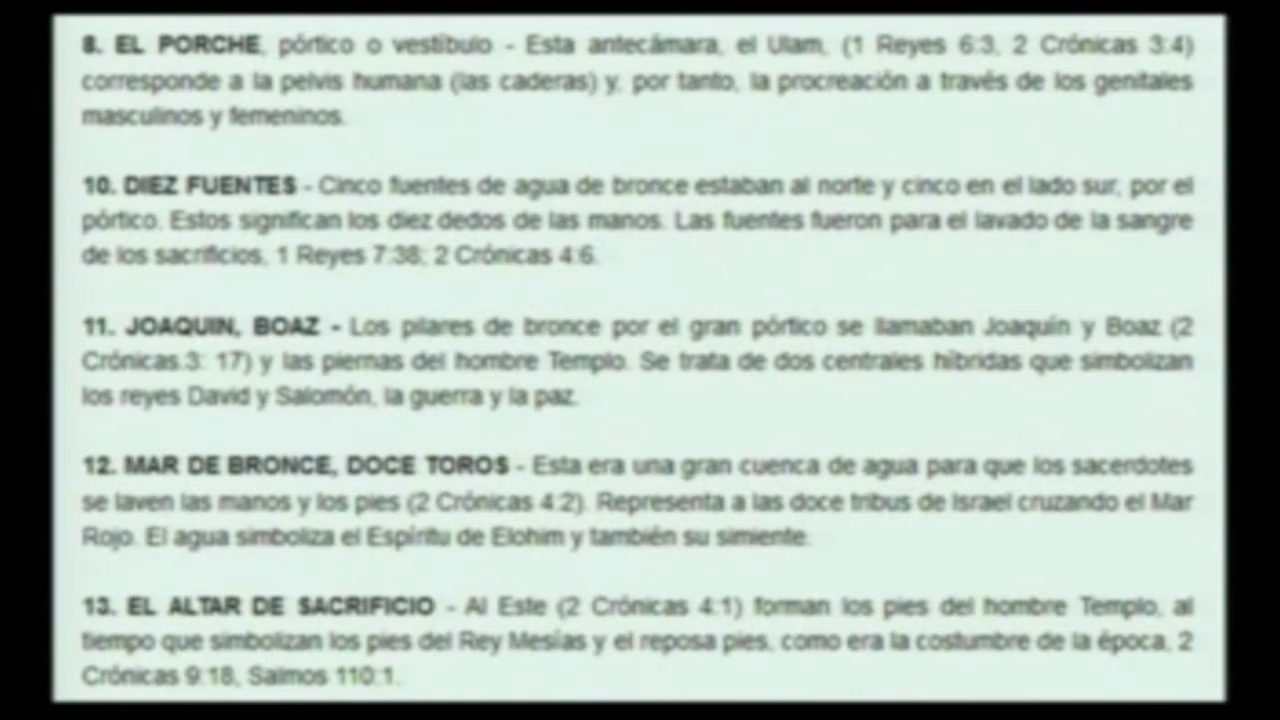 8. EL PORCHE, pórtico o vestíbulo - Esta antecámara, el Ulam, (1 Reyes 6:3, 2 Crónicas 3:4)
corresponde a la pelvis humana (las caderas) y, por tanto, la procreación a través de los genitales
masculinos y femeninos.
10. DIEZ FUENTES - Cinco fuentes de agua de bronce estaban al norte y cinco en el lado sur, por el
pórtico. Estos significan los diez dedos de las manos. Las fuentes fueron para el lavado de la sangre
de los sacrificios, 1 Reyes 7:38; 2 Crónicas 4:6.
11. JOAQUIN, BOAZ - Los pilares de bronce por el gran pórtico se llamaban Joaquín y Boaz (2
Crónicas 3: 17) y las piernas del hombre Templo. Se trata de dos centrales híbridas que simbolizan
los reyes David y Salomón, la guerra y la paz.
12. MAR DE BRONCE, DOCE TOROS - Esta era una gran cuenca de agua para que los sacerdotes
se laven las manos y los pies (2 Crónicas 4:2). Representa a las doce tribus de Israel cruzando el Mar
Rojo. El agua simboliza el Espíritu de Elohim y también su simiente.
13. EL ALTAR DE SACRIFICIO - Al Este (2 Crónicas 4:1) forman los pies del hombre Templo, al
tiempo que simbolizan los pies del Rey Mesías y el reposa pies, como era la costumbre de la época, 2
Crónicas 9:18, Salmos 110:1.